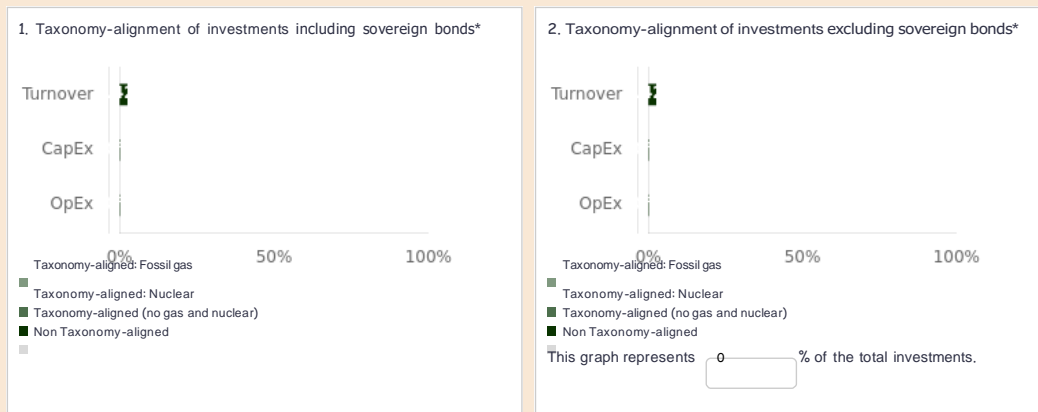 1. Taxonomy-alignment of investments including sovereign bonds*
Turnover
CapEx
OpEx
0% 50% 100%
Taxonomy-aligned: Fossil gas
Taxonomy-aligned: Nuclear
Taxonomy-aligned (no gas and nuclear)
Non Taxonomy-aligned
2. Taxonomy-alignment of investments excluding sovereign bonds*
Turnover
CapEx
OpEx
0% 50% 100%
Taxonomy-aligned: Fossil gas
Taxonomy-aligned: Nuclear
Taxonomy-aligned (no gas and nuclear)
Non Taxonomy-aligned
This graph represents 0 % of the total investments.